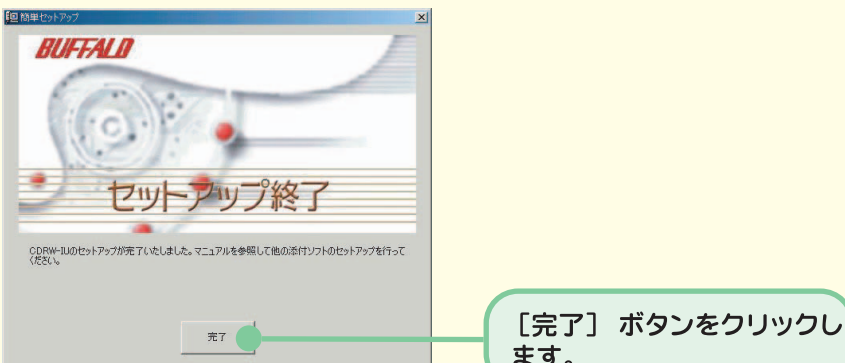 簡単セットアップ
BUFFALO
セットアップ終了
CDRW-IUのセットアップが完了いたしました。マニュアルを参照して他の添付ソフトのセットアップを行って
ください。
完了
［完了］ ボタンをクリックし
ます。